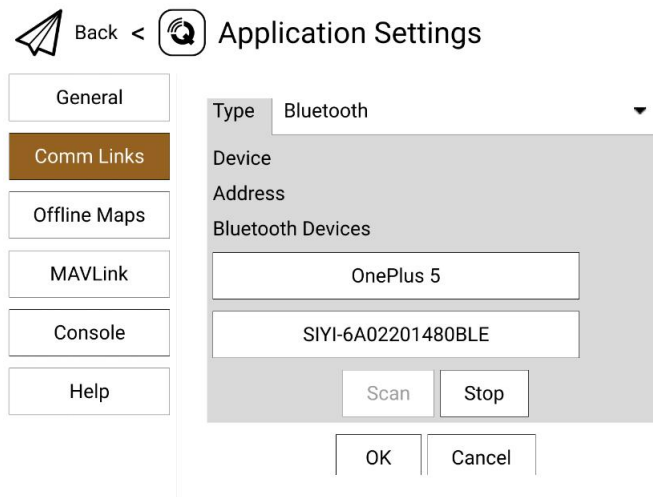 Back < Application Settings
General
Type Bluetooth
Comm Links
Device
Address
Offline Maps
Bluetooth Devices
MAVLink
OnePlus 5
Console
SIYI-6A02201480BLE
Help
Scan Stop
OK Cancel